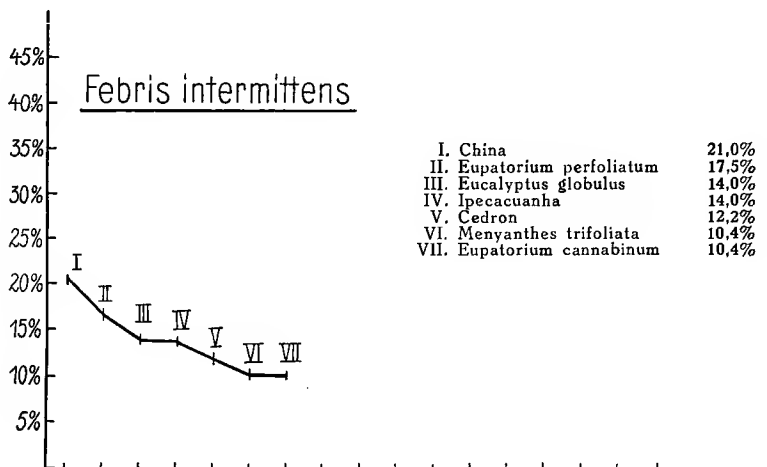 45%
Febris intermittens
40%
35%
I. China 21,0%
II. Eupatorium perfoliatum 17,5%
III. Eucalyptus globulus 14,0%
IV. Ipecacuanha 14,0%
V. Cedron 12,2%
VI. Menyanthes trifoliata 10,4%
VII. Eupatorium cannabinum 10,4%
30%
25%
I
20%
II
III IV
15%
V
VI VII
10%
5%